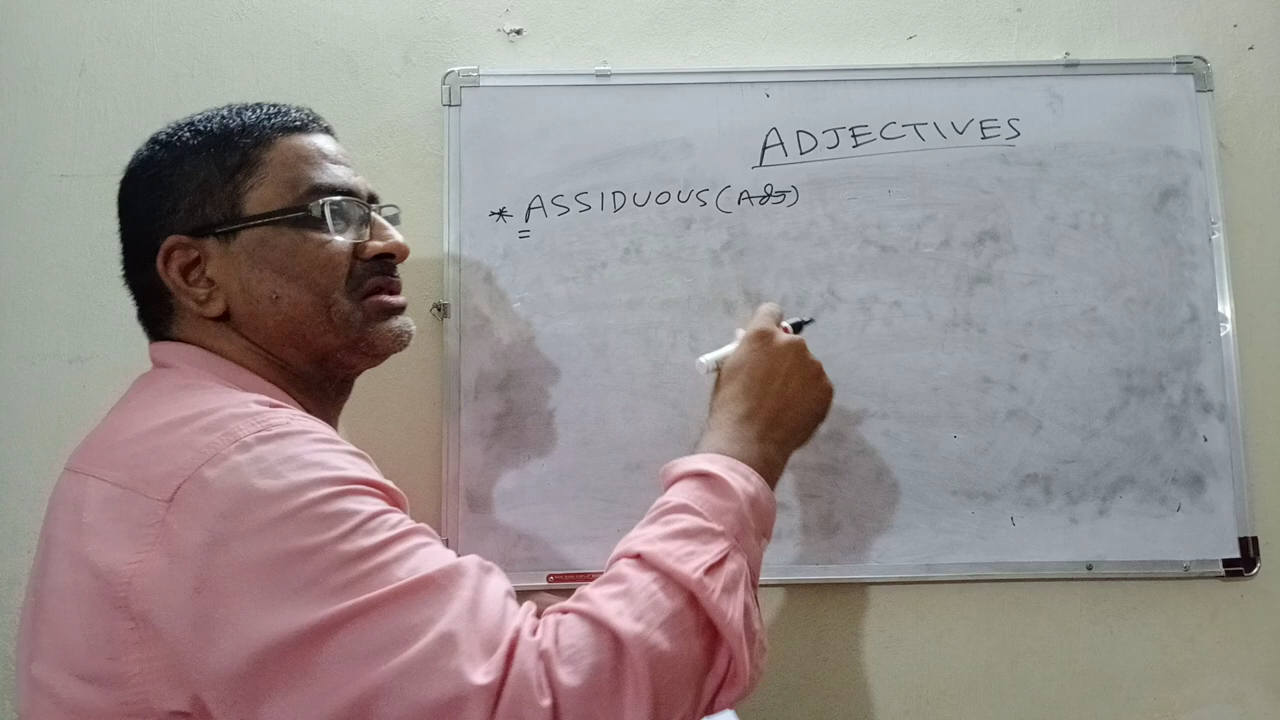 ADJECTIVES
* ASSIDUOUS (ADJ)
=